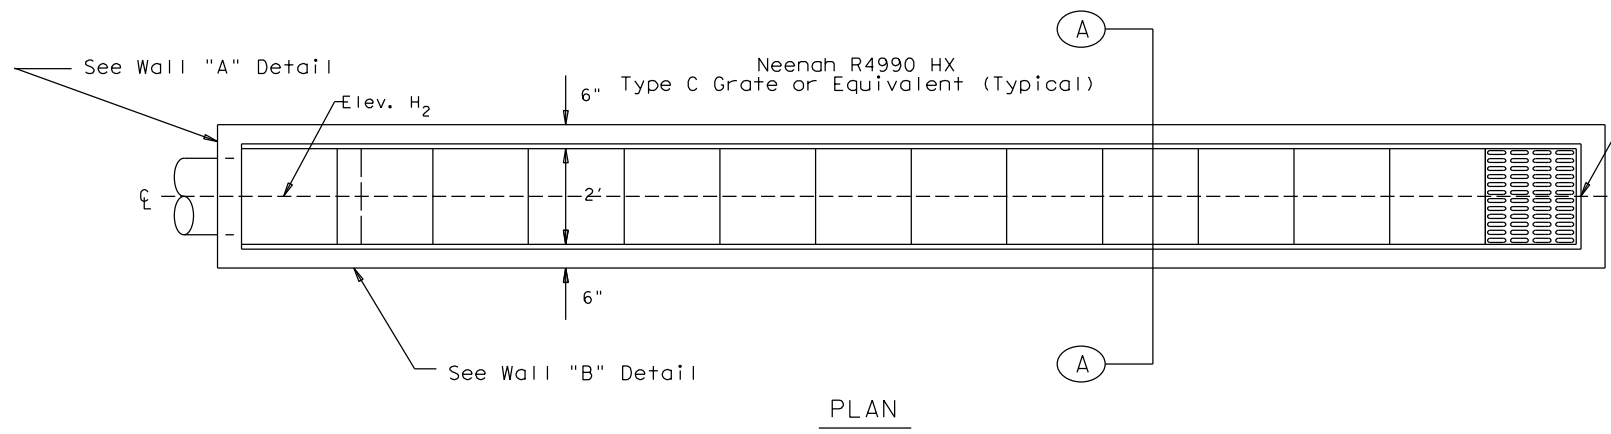 A
See Wall "A" Detail
Neenah R4990 HX
Type C Grate or Equivalent (Typical)
6"
Elev. H2
℄
2'
6"
A
See Wall "B" Detail
PLAN